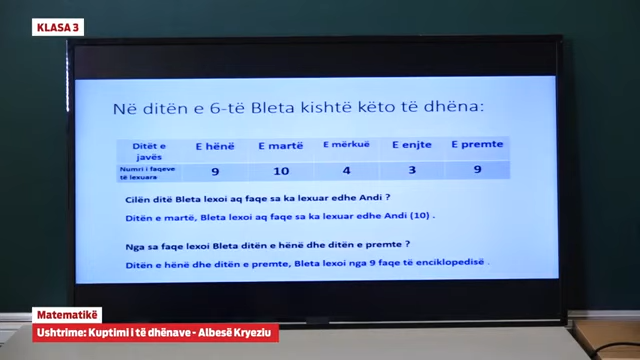 KLASA 3
Në ditën e 6-të Bleta kishtë këto të dhëna:
Ditët e javës E hënë E martë E mërkuë E enjte E premte
Numri i faqeve të lexuara 9 10 4 3 9
Cilën ditë Bleta lexoi aq faqe sa ka lexuar edhe Andi ?
Ditën e martë, Bleta lexoi aq faqe sa ka lexuar edhe Andi (10) .
Nga sa faqe lexoi Bleta ditën e hënë dhe ditën e premte ?
Ditën e hënë dhe ditën e premte, Bleta lexoi nga 9 faqe të enciklopedisë .
Matematikë
Ushtrime: Kuptimi i të dhënave - Albesë Kryeziu